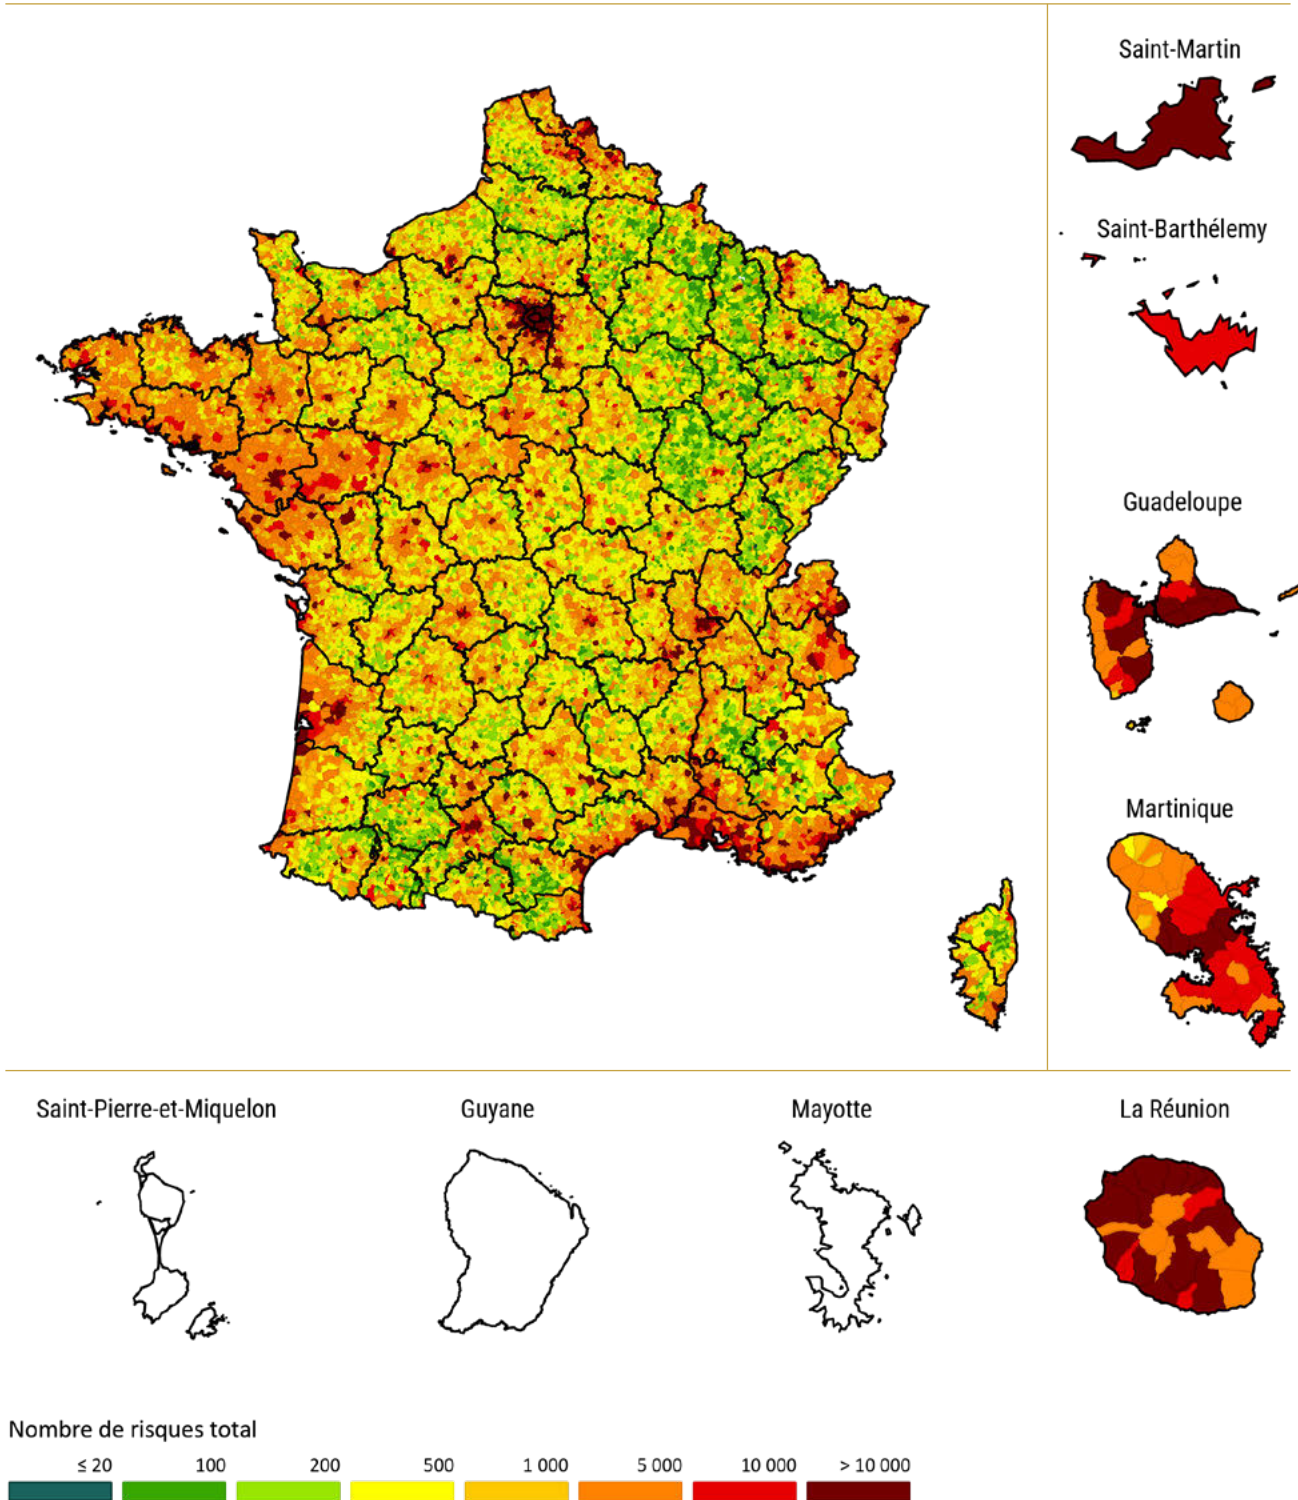 Saint-Martin
Saint-Barthélemy
Guadeloupe
Martinique
Saint-Pierre-et-Miquelon
Guyane
Mayotte
La Réunion
Nombre de risques total
≤ 20 100 200 500 1 000 5 000 10 000 > 10 000